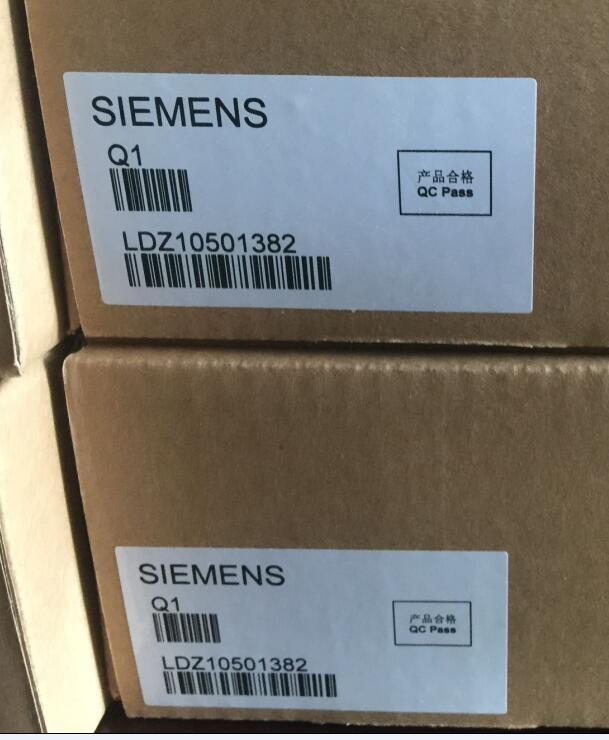 SIEMENS
Q1
产品合格
QC Pass
LDZ10501382
SIEMENS
Q1
产品合格
QC Pass
LDZ10501382